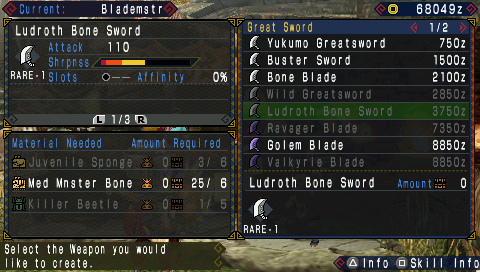 Current: Blademstr
68049z
Ludroth Bone Sword
Attack 110
Shrpnss
RARE-1 Slots --- Affinity 0%
L 1/3 R
Material Needed Amount Required
Juvenile Sponge 0 3/ 6
Med Mnster Bone 0 25/ 6
Killer Beetle 0 1/ 5
Select the Weapon you would
like to create.
Great Sword 1/2
Yukumo Greatsword 750z
Buster Sword 1500z
Bone Blade 2100z
Wild Greatsword 2850z
Ludroth Bone Sword 3750z
Ravager Blade 7350z
Golem Blade 8850z
Valkyrie Blade 8850z
Ludroth Bone Sword Amount 0
RARE-1
Info Skill Info